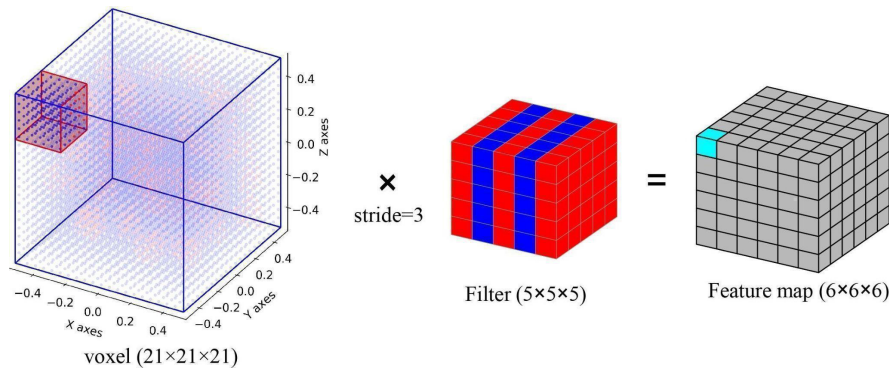 0.4
0.2
0.0
−0.2
−0.4
Z axes
−0.4
−0.2
0.0
0.2
0.4
X axes
−0.4
−0.2
0.0
0.2
0.4
Y axes
voxel (21×21×21)
×
stride=3
Filter (5×5×5)
=
Feature map (6×6×6)